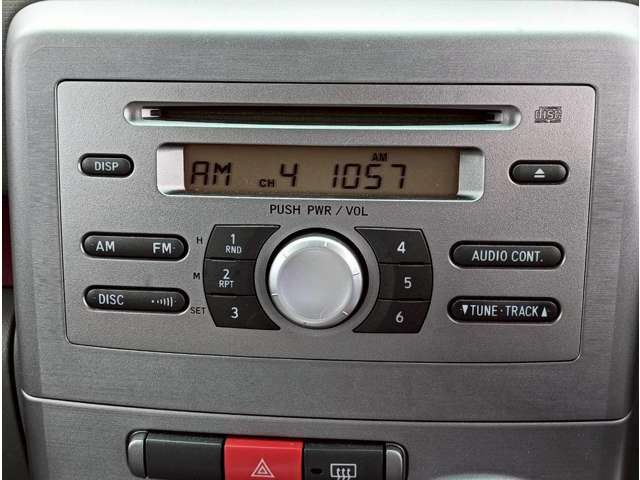 disc
DISP
AM CH 4 AM 1057
PUSH PWR / VOL
AM FM
H 1 RND
4
AUDIO CONT.
M 2 RPT
5
DISC
SET 3
6
▼TUNE·TRACK▲